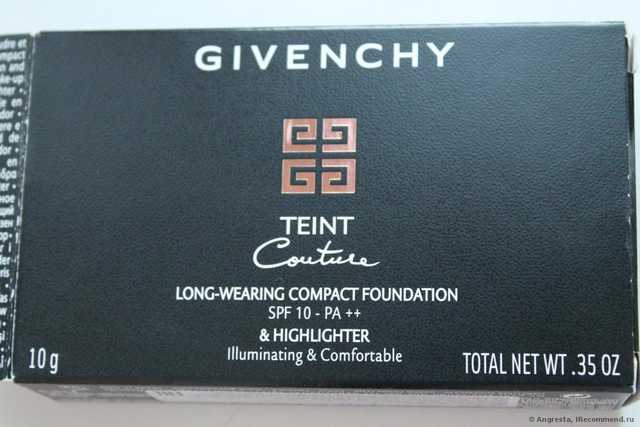 GIVENCHY
TEINT
Couture
LONG-WEARING COMPACT FOUNDATION
SPF 10 - PA ++
& HIGHLIGHTER
Illuminating & Comfortable
10 g
TOTAL NET WT .35 OZ
© Angresta, IRecommend.ru